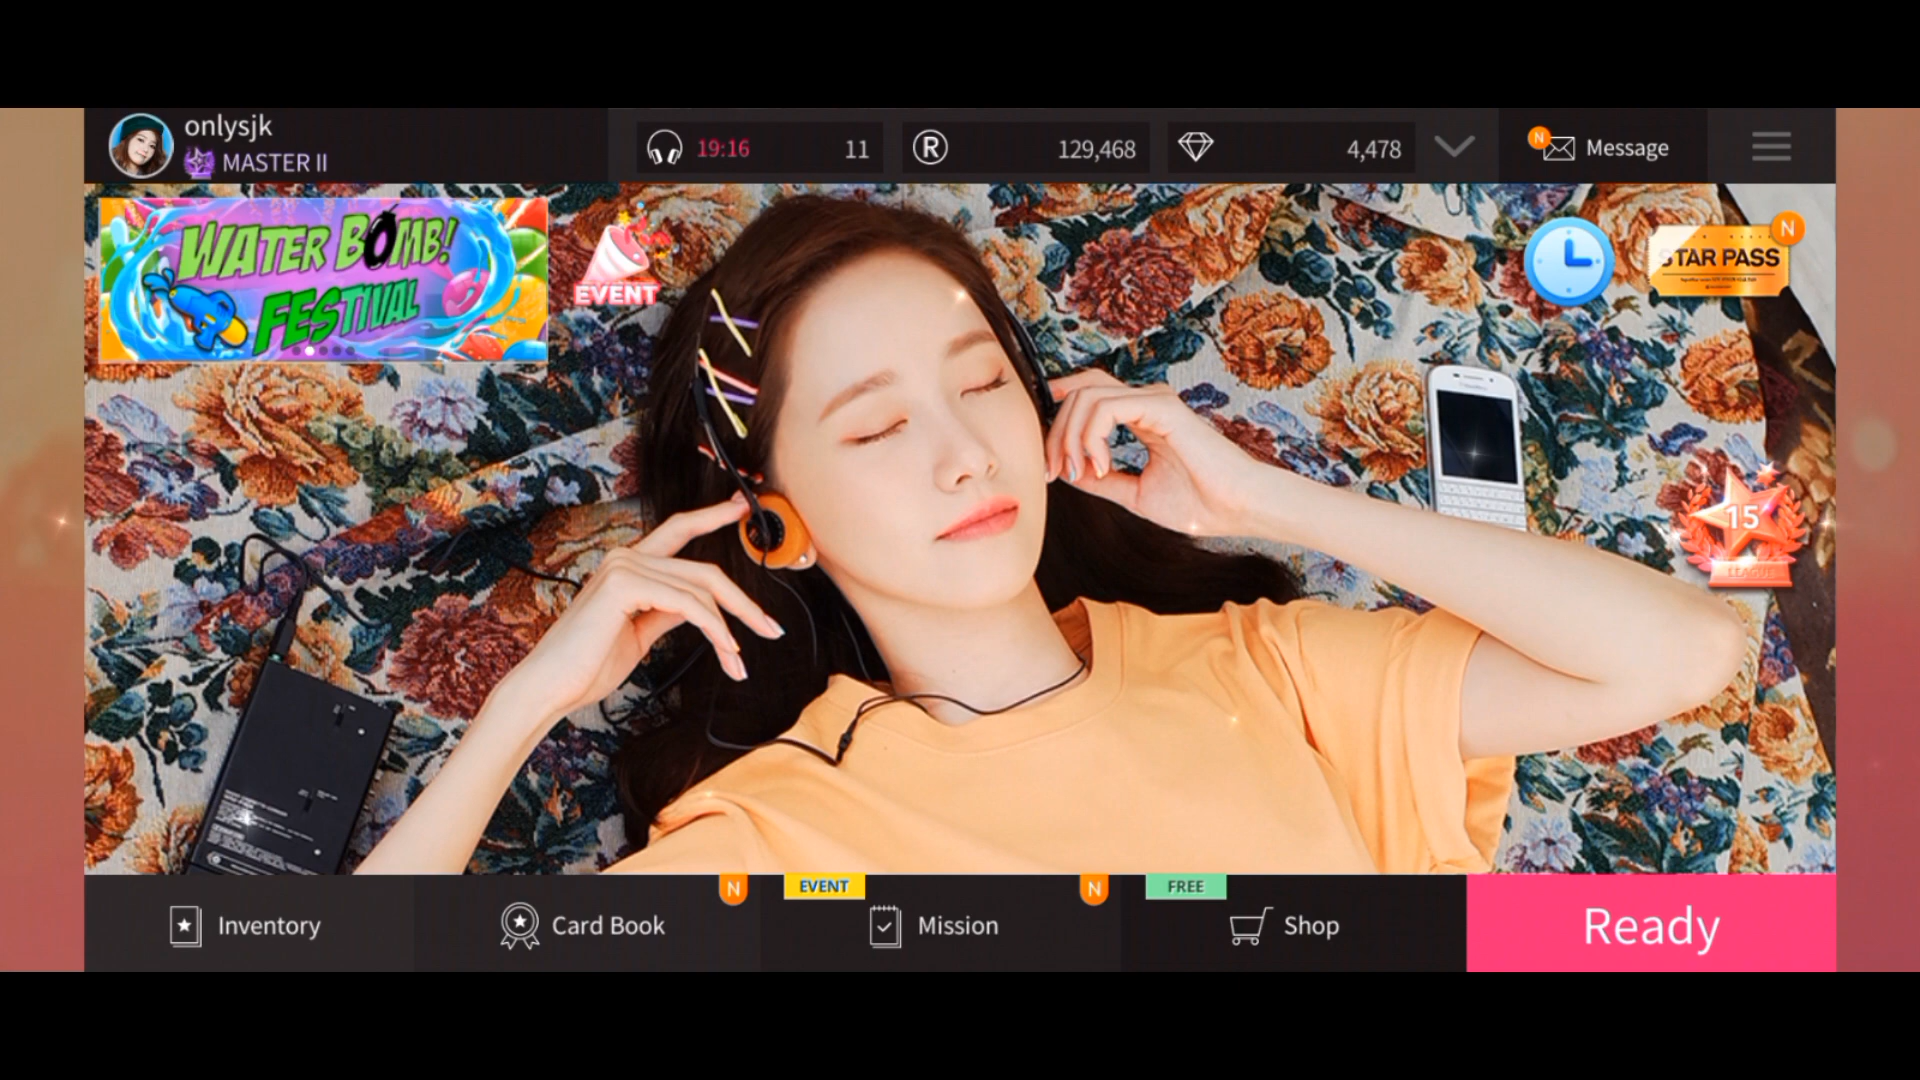 onlysjk
MASTER II
19:16
11
R
129,468
4,478
N
Message
WATER BOMB!
FESTIVAL
EVENT
N
STAR PASS
15
LEAGUE
Inventory
N
Card Book
EVENT
N
Mission
FREE
Shop
Ready